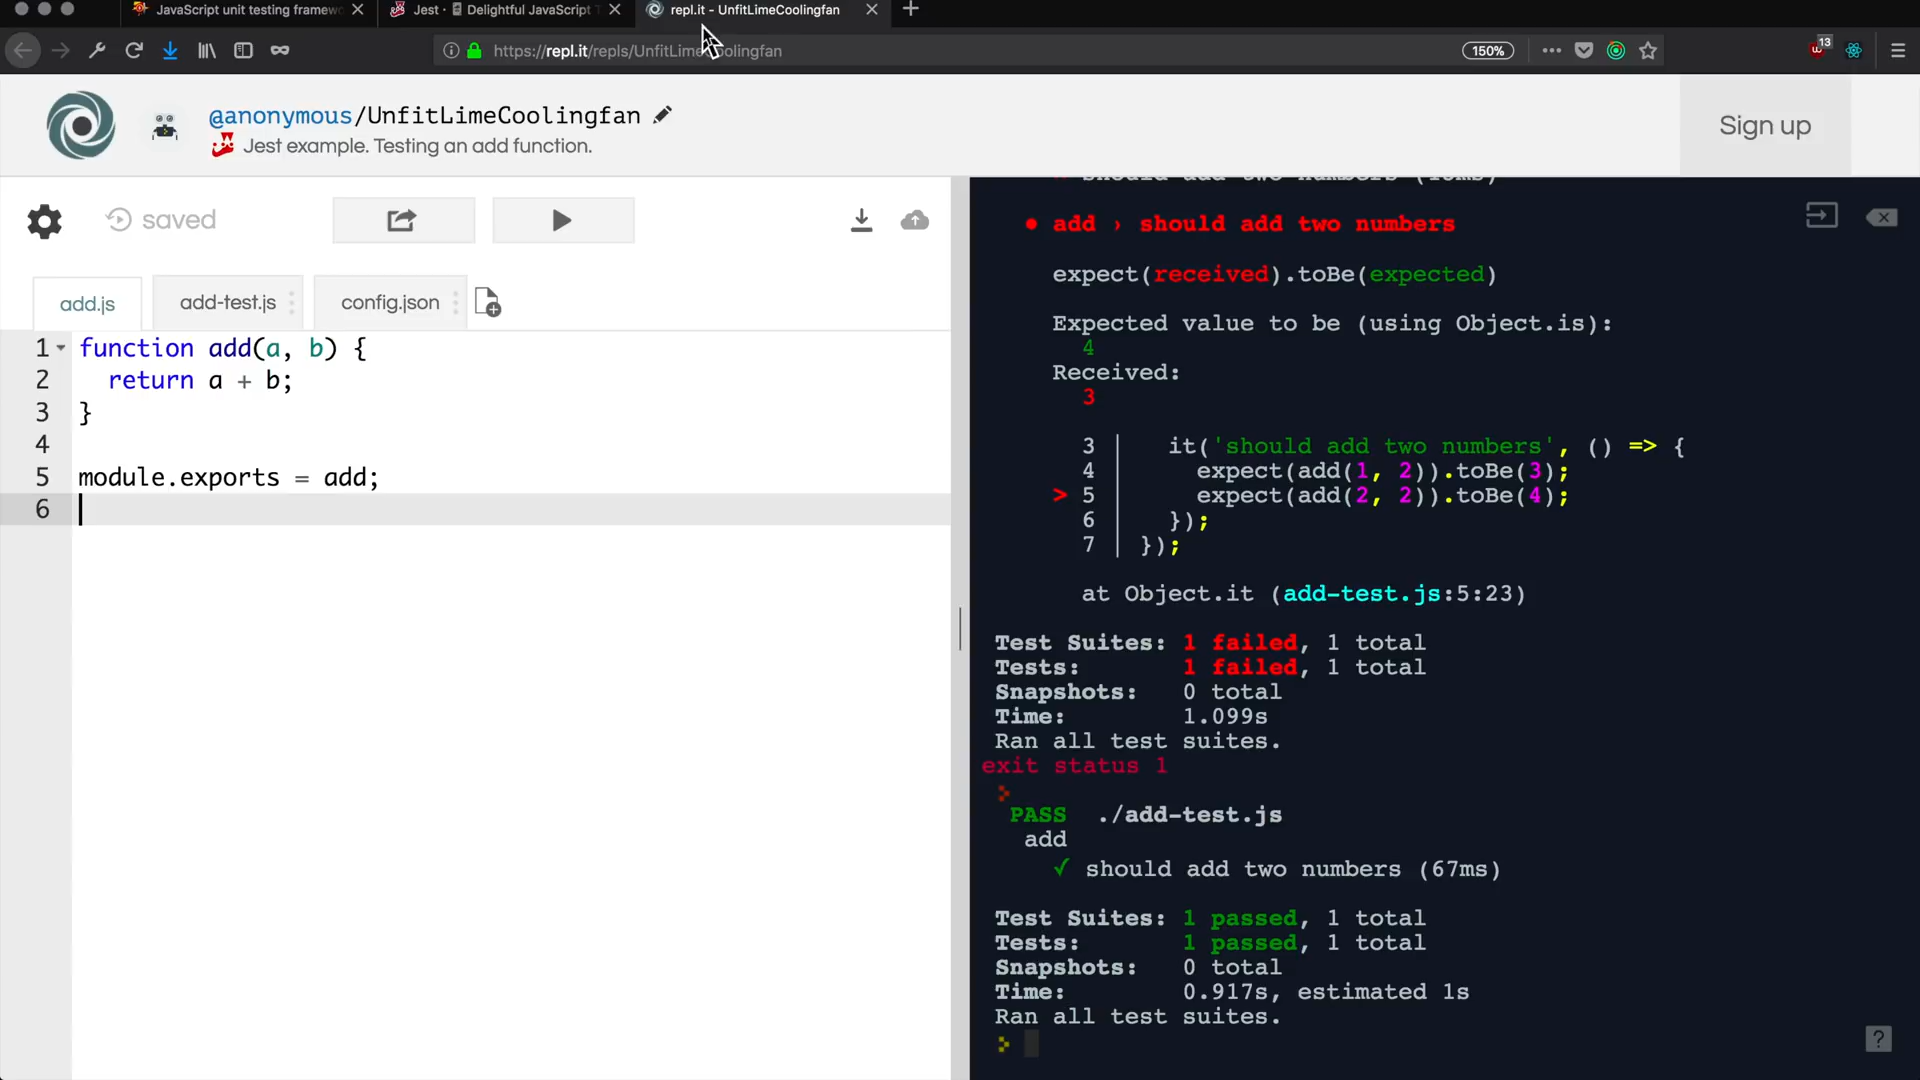 JavaScript unit testing framew
Jest · Delightful JavaScript T
repl.it - UnfitLimeCoolingfan
https://repl.it/repls/UnfitLimeCoolingfan
150%
13
@anonymous/UnfitLimeCoolingfan
Jest example. Testing an add function.
Sign up
saved
add.js
add-test.js
config.json
1 function add(a, b) {
2 return a + b;
3 }
4
5 module.exports = add;
6
should add two numbers
● add › should add two numbers
expect(received).toBe(expected)
Expected value to be (using Object.is):
4
Received:
3
3 | it('should add two numbers', () => {
4 | expect(add(1, 2)).toBe(3);
> 5 | expect(add(2, 2)).toBe(4);
6 | });
7 | });
at Object.it (add-test.js:5:23)
Test Suites: 1 failed, 1 total
Tests: 1 failed, 1 total
Snapshots: 0 total
Time: 1.099s
Ran all test suites.
exit status 1
PASS ./add-test.js
add
✓ should add two numbers (67ms)
Test Suites: 1 passed, 1 total
Tests: 1 passed, 1 total
Snapshots: 0 total
Time: 0.917s, estimated 1s
Ran all test suites.
?